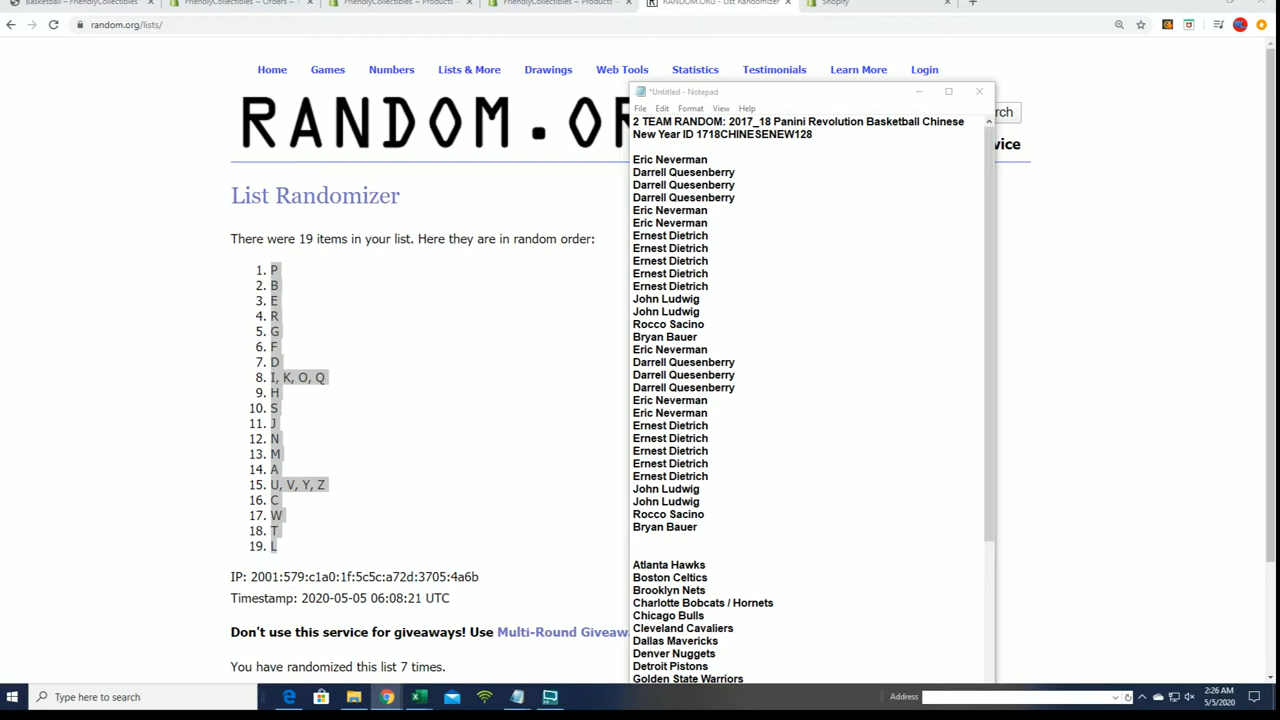 Basketball ~ FriendlyCollectibles
FriendlyCollectibles ~ Orders ~ S
FriendlyCollectibles ~ Products ~
FriendlyCollectibles ~ Products ~
RANDOM.ORG - List Randomizer
Shopify
random.org/lists/
Home Games Numbers Lists & More Drawings Web Tools Statistics Testimonials Learn More Login
RANDOM.OR
rch
vice
List Randomizer
There were 19 items in your list. Here they are in random order:
1. P
2. B
3. E
4. R
5. G
6. F
7. D
8. I, K, O, Q
9. H
10. S
11. J
12. N
13. M
14. A
15. U, V, Y, Z
16. C
17. W
18. T
19. L
IP: 2001:579:c1a0:1f:5c5c:a72d:3705:4a6b
Timestamp: 2020-05-05 06:08:21 UTC
Don't use this service for giveaways! Use Multi-Round Giveaw
You have randomized this list 7 times.
*Untitled - Notepad
File Edit Format View Help
2 TEAM RANDOM: 2017_18 Panini Revolution Basketball Chinese
New Year ID 1718CHINESENEW128
Eric Neverman
Darrell Quesenberry
Darrell Quesenberry
Darrell Quesenberry
Eric Neverman
Eric Neverman
Ernest Dietrich
Ernest Dietrich
Ernest Dietrich
Ernest Dietrich
Ernest Dietrich
John Ludwig
John Ludwig
Rocco Sacino
Bryan Bauer
Eric Neverman
Darrell Quesenberry
Darrell Quesenberry
Darrell Quesenberry
Eric Neverman
Eric Neverman
Ernest Dietrich
Ernest Dietrich
Ernest Dietrich
Ernest Dietrich
Ernest Dietrich
John Ludwig
John Ludwig
Rocco Sacino
Bryan Bauer
Atlanta Hawks
Boston Celtics
Brooklyn Nets
Charlotte Bobcats / Hornets
Chicago Bulls
Cleveland Cavaliers
Dallas Mavericks
Denver Nuggets
Detroit Pistons
Golden State Warriors
Type here to search
Address
2:26 AM
5/5/2020